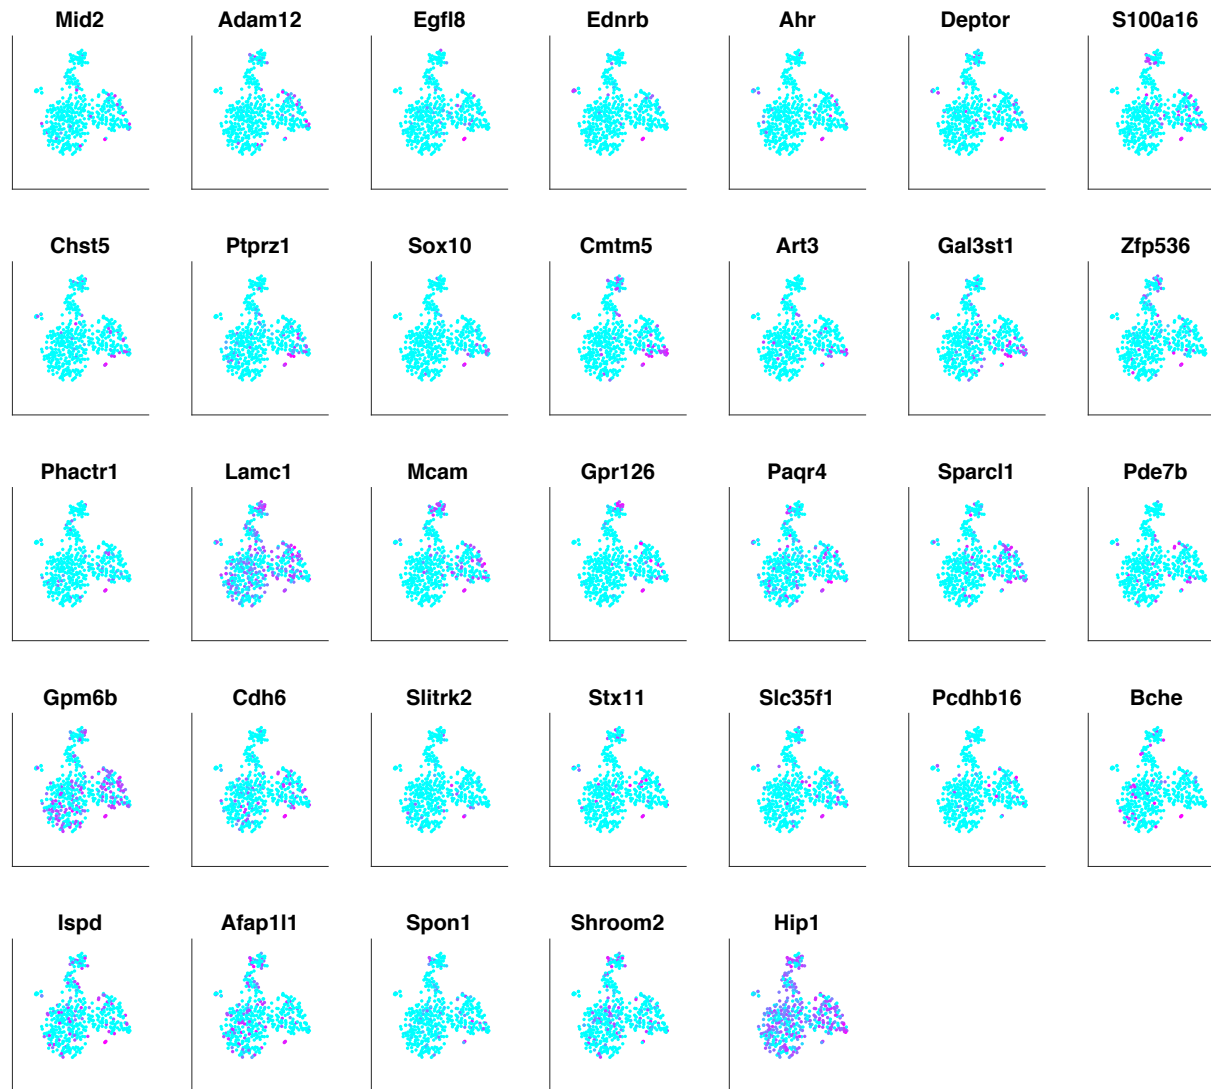 Mid2 Adam12 Egfl8 Ednrb Ahr Deptor S100a16
Chst5 Ptprz1 Sox10 Cmtm5 Art3 Gal3st1 Zfp536
Phactr1 Lamc1 Mcam Gpr126 Paqr4 Sparcl1 Pde7b
Gpm6b Cdh6 Slitrk2 Stx11 Slc35f1 Pcdhb16 Bche
Ispd Afap1l1 Spon1 Shroom2 Hip1